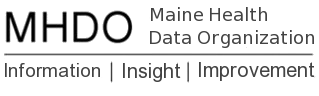 MHDO Maine Health
Data Organization
Information | Insight | Improvement